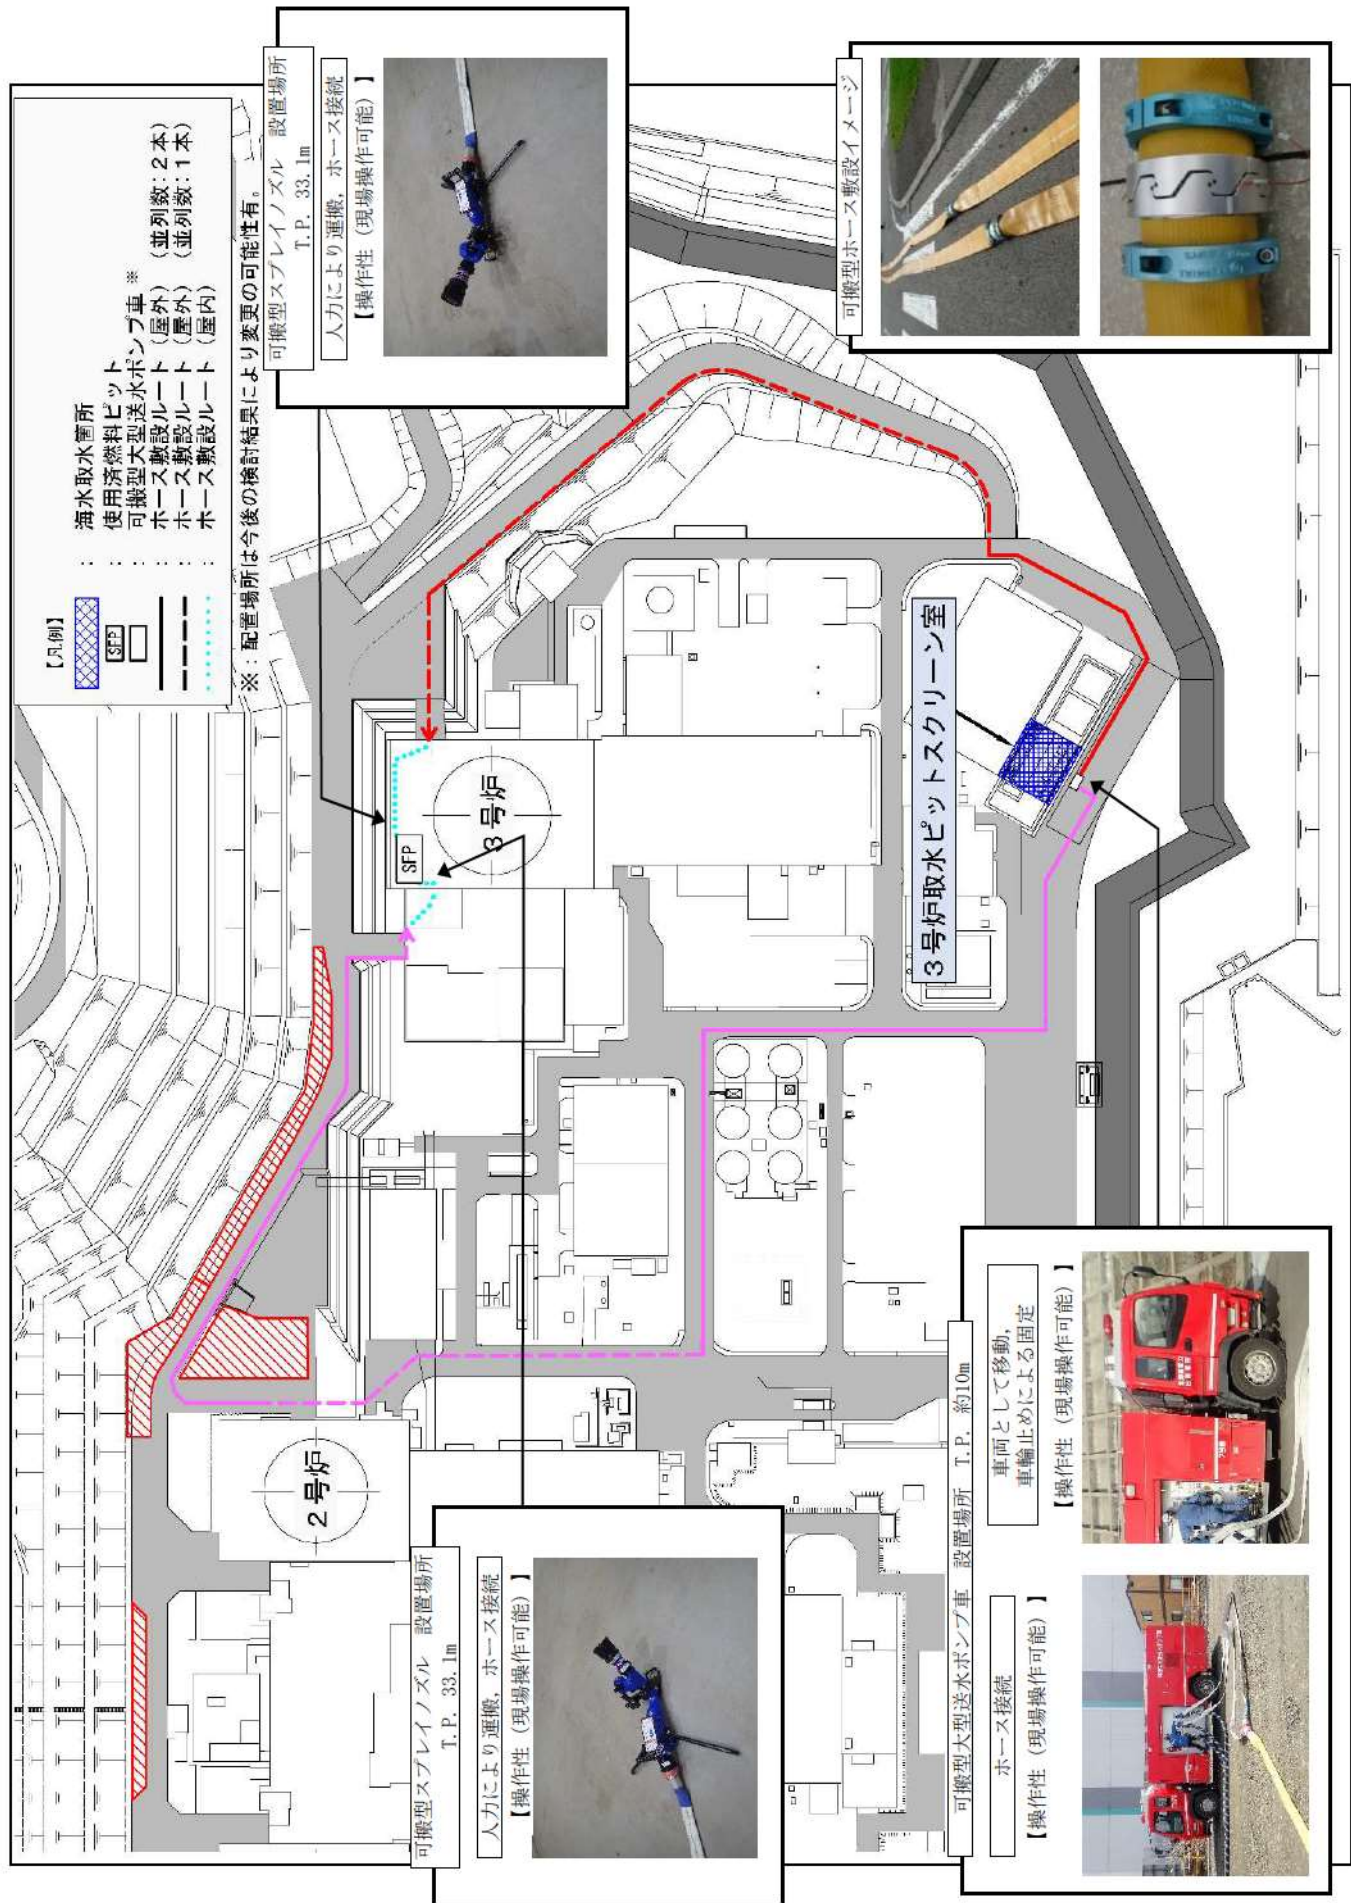 【凡例】
： 海水取水箇所
SFP ： 使用済燃料ピット
： 可搬型大型送水ポンプ車 ※
： ホース敷設ルート（屋外） （並列数：２本）
： ホース敷設ルート（屋外） （並列数：１本）
： ホース敷設ルート（屋内）
※：配置場所は今後の検討結果により変更の可能性有。
可搬型スプレイノズル 設置場所
T.P. 33.1m
人力により運搬，ホース接続
【操作性（現場操作可能）】
可搬型ホース敷設イメージ
SFP
３号炉
２号炉
３号炉取水ピットスクリーン室
可搬型スプレイノズル 設置場所
T.P. 33.1m
人力により運搬，ホース接続
【操作性（現場操作可能）】
可搬型大型送水ポンプ車 設置場所 T.P. 約10m
ホース接続
【操作性（現場操作可能）】
車両として移動，
車輪止めによる固定
【操作性（現場操作可能）】